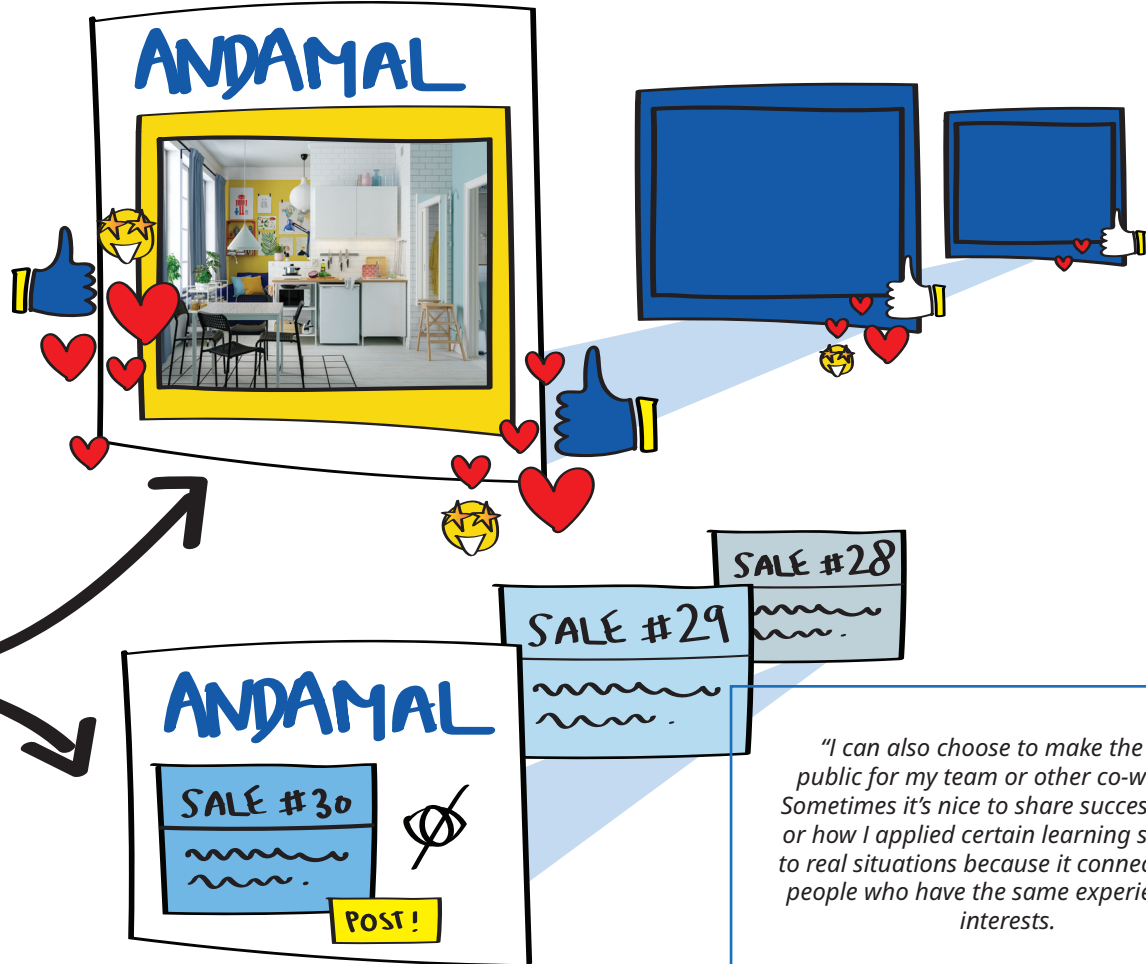 ANDAMAL
SALE #28
SALE #29
ANDAMAL
SALE #30
POST!
“I can also choose to make the
public for my team or other co-w
Sometimes it’s nice to share success
or how I applied certain learning s
to real situations because it connec
people who have the same experie
interests.